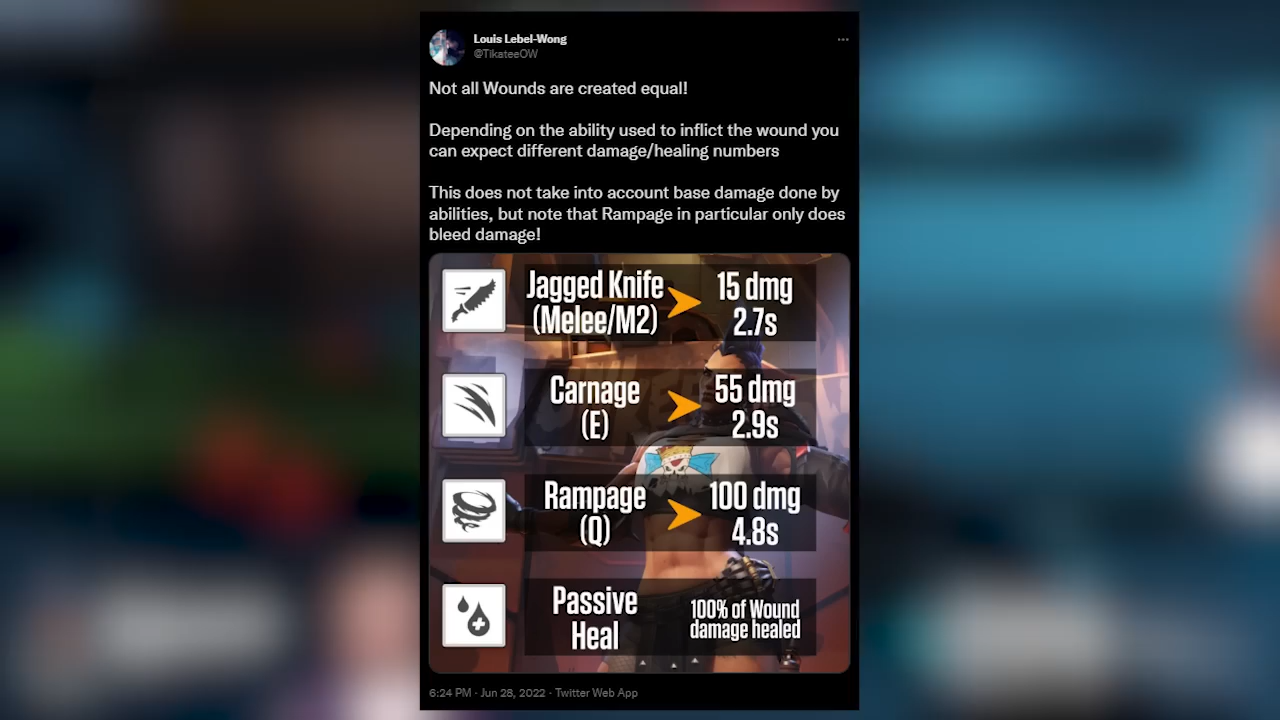 Louis Lebel-Wong
@TikateeOW
Not all Wounds are created equal!
Depending on the ability used to inflict the wound you
can expect different damage/healing numbers
This does not take into account base damage done by
abilities, but note that Rampage in particular only does
bleed damage!
Jagged Knife
(Melee/M2)
15 dmg
2.7s
Carnage
(E)
55 dmg
2.9s
Rampage
(Q)
100 dmg
4.8s
Passive
Heal
100% of Wound
damage healed
6:24 PM · Jun 28, 2022 · Twitter Web App